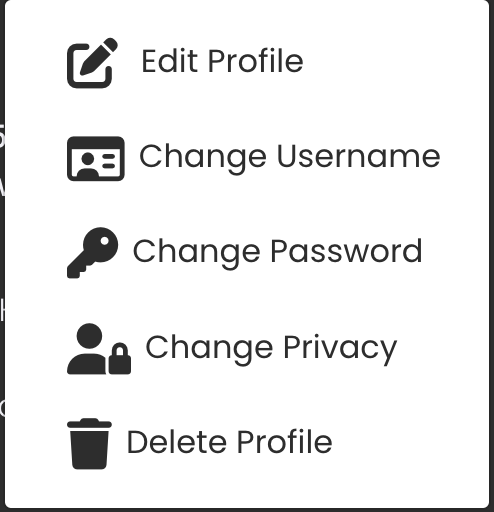 Edit Profile
Change Username
Change Password
Change Privacy
Delete Profile